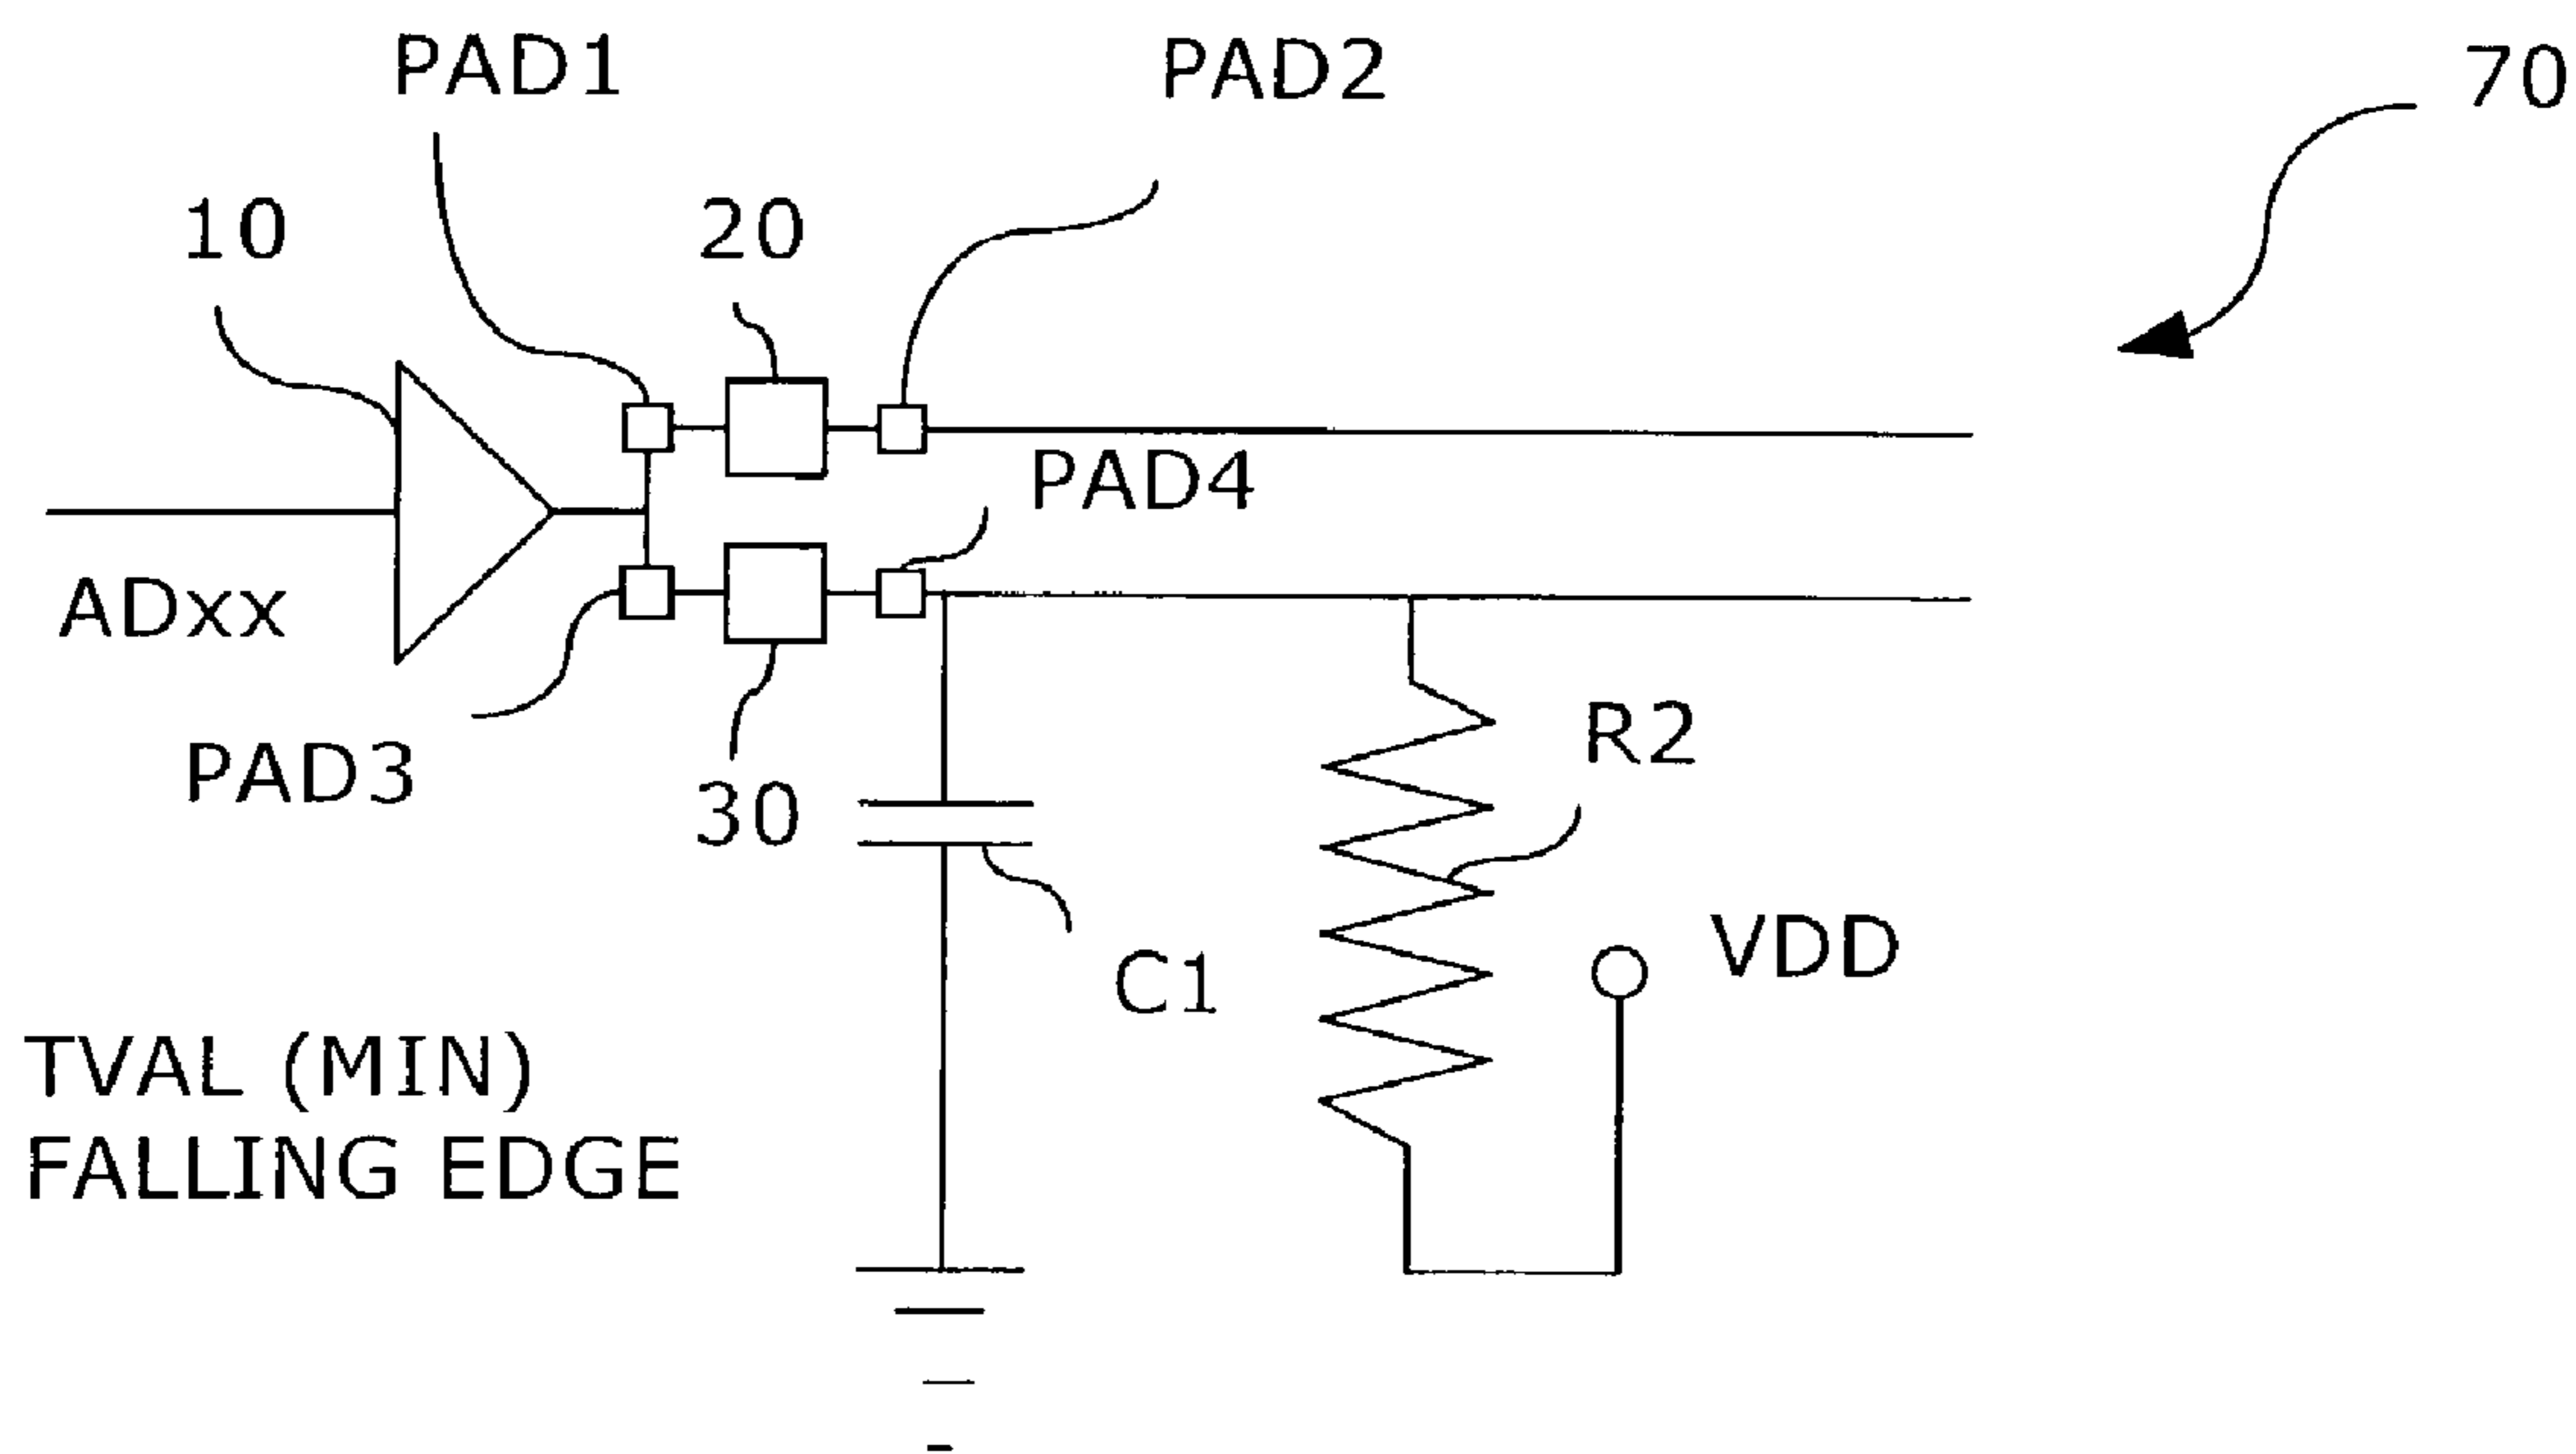 PAD1
PAD2
70
10
20
PAD4
ADxx
PAD3
30
R2
C1
VDD
TVAL (MIN)
FALLING EDGE